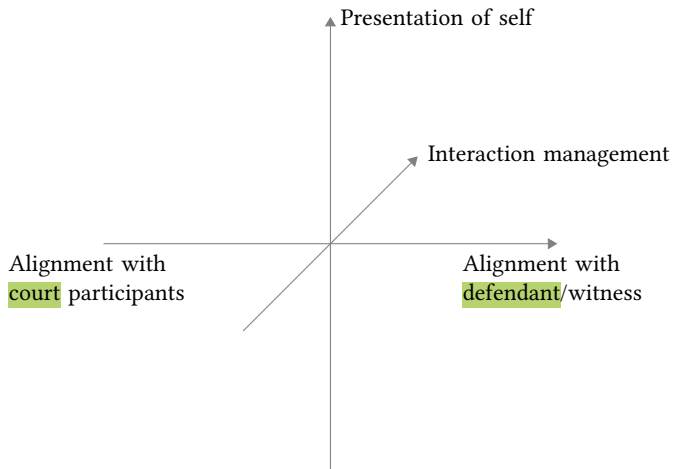 Presentation of self
Interaction management
Alignment with
court participants
Alignment with
defendant/witness